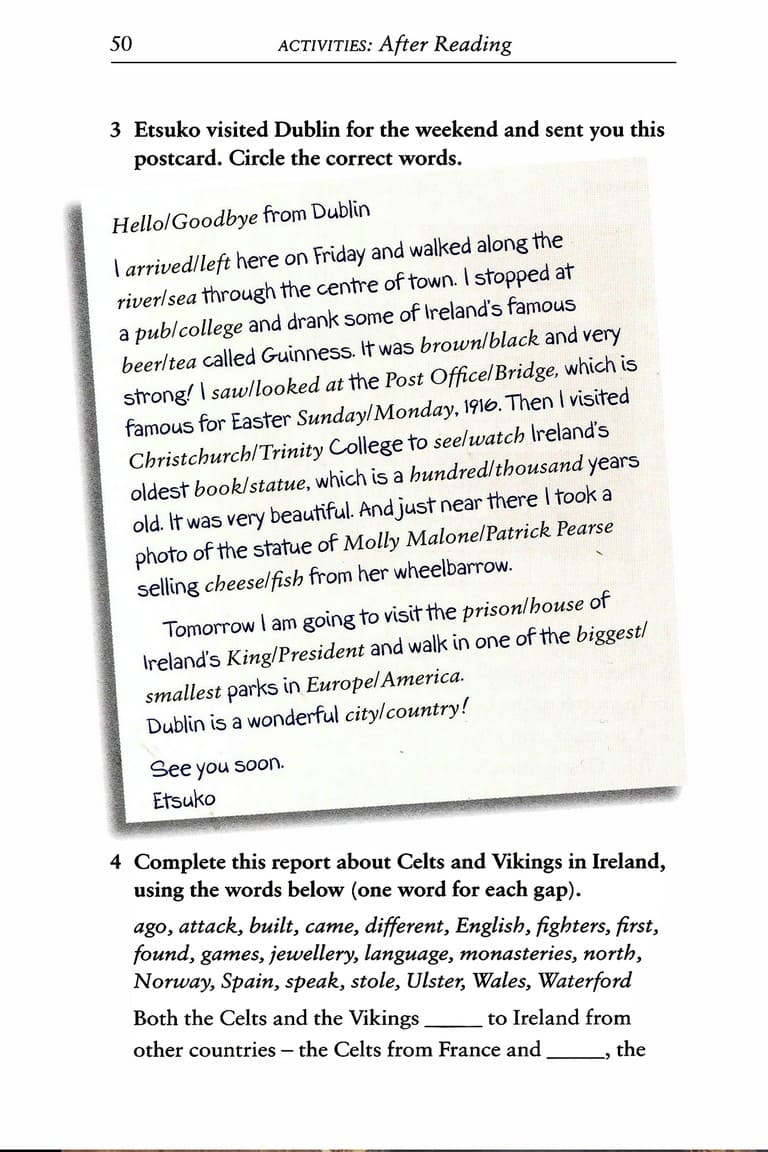 50
ACTIVITIES: After Reading
3 Etsuko visited Dublin for the weekend and sent you this
postcard. Circle the correct words.
Hello/Goodbye from Dublin
I arrived/left here on Friday and walked along the
river/sea through the centre of town. I stopped at
a pub/college and drank some of Ireland's famous
beer/tea called Guinness. It was brown/black and very
strong! I saw/looked at the Post Office/Bridge, which is
famous for Easter Sunday/Monday, 1916. Then I visited
Christchurch/Trinity College to see/watch Ireland's
oldest book/statue, which is a hundred/thousand years
old. It was very beautiful. And just near there I took a
photo of the statue of Molly Malone/Patrick Pearse
selling cheese/fish from her wheelbarrow.
Tomorrow I am going to visit the prison/house of
Ireland's King/President and walk in one of the biggest/
smallest parks in Europe/America.
Dublin is a wonderful city/country!
See you soon.
Etsuko
4 Complete this report about Celts and Vikings in Ireland,
using the words below (one word for each gap).
ago, attack, built, came, different, English, fighters, first,
found, games, jewellery, language, monasteries, north,
Norway, Spain, speak, stole, Ulster, Wales, Waterford
Both the Celts and the Vikings _____ to Ireland from
other countries – the Celts from France and _____, the